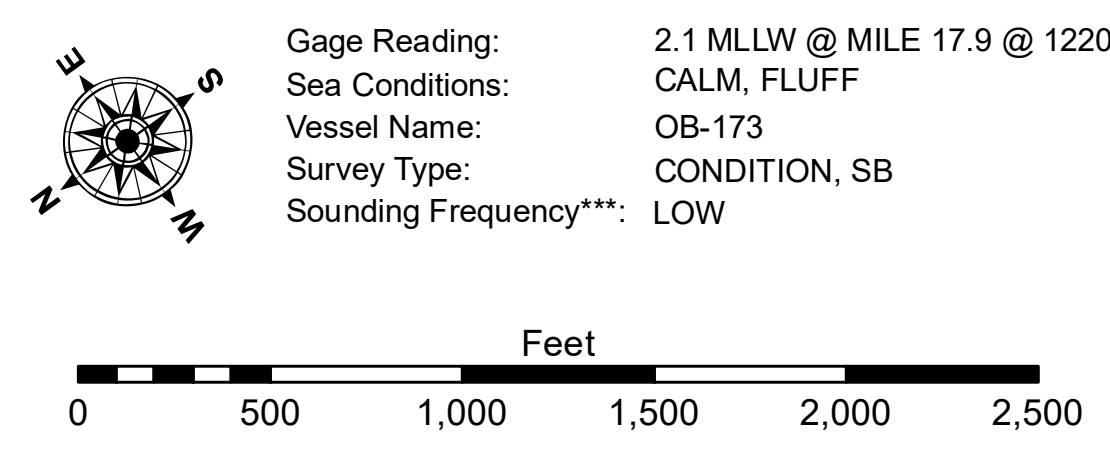 E
S
N
W
Gage Reading: 2.1 MLLW @ MILE 17.9 @ 1220
Sea Conditions: CALM, FLUFF
Vessel Name: OB-173
Survey Type: CONDITION, SB
Sounding Frequency***: LOW
Feet
0 500 1,000 1,500 2,000 2,500